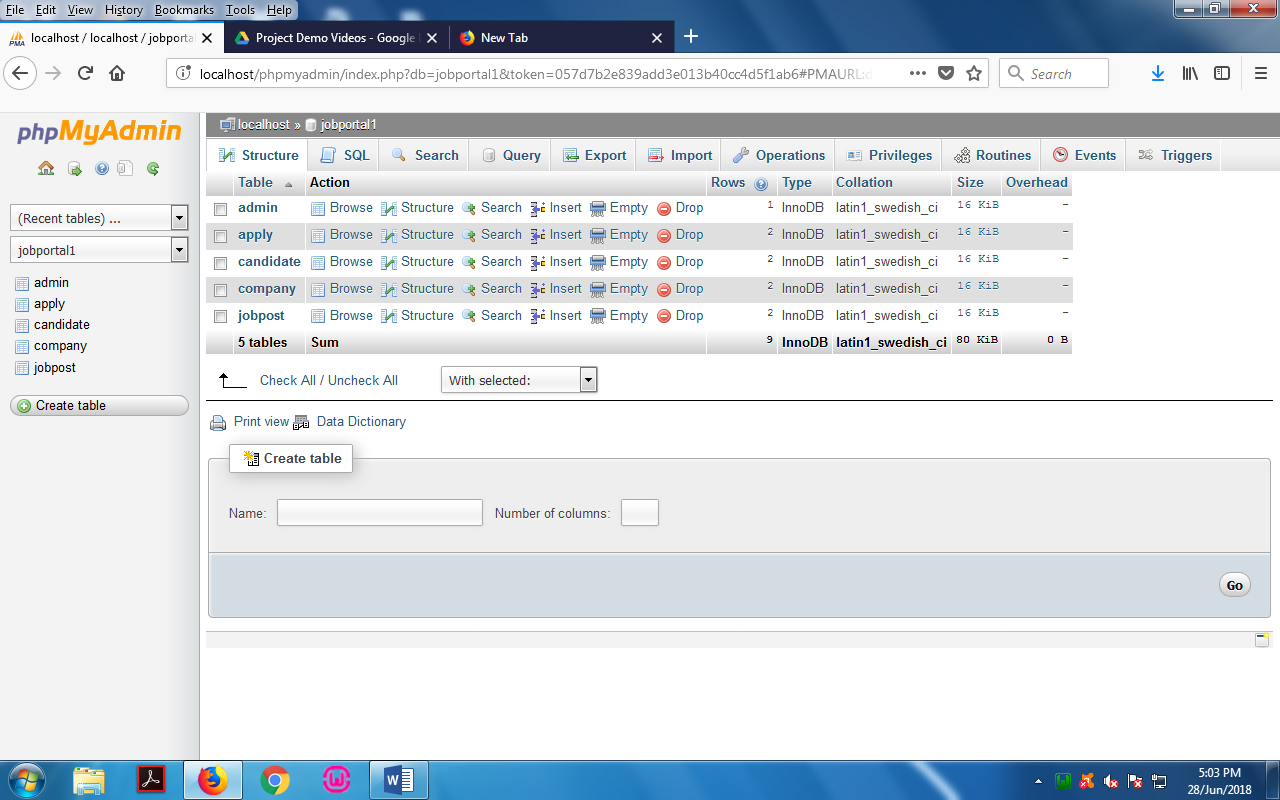 File Edit View History Bookmarks Tools Help
localhost / localhost / jobportal
Project Demo Videos - Google
New Tab
localhost/phpmyadmin/index.php?db=jobportal1&token=057d7b2e839add3e013b40cc4d5f1ab6#PMAURL:d
Search
phpMyAdmin
localhost » jobportal1
Structure SQL Search Query Export Import Operations Privileges Routines Events Triggers
(Recent tables) ...
jobportal1
admin
apply
candidate
company
jobpost
Create table
Table Action Rows Type Collation Size Overhead
admin Browse Structure Search Insert Empty Drop 1 InnoDB latin1_swedish_ci 16 KiB -
apply Browse Structure Search Insert Empty Drop 2 InnoDB latin1_swedish_ci 16 KiB -
candidate Browse Structure Search Insert Empty Drop 2 InnoDB latin1_swedish_ci 16 KiB -
company Browse Structure Search Insert Empty Drop 2 InnoDB latin1_swedish_ci 16 KiB -
jobpost Browse Structure Search Insert Empty Drop 2 InnoDB latin1_swedish_ci 16 KiB -
5 tables Sum 9 InnoDB latin1_swedish_ci 80 KiB 0 B
Check All / Uncheck All With selected:
Print view Data Dictionary
Create table
Name: Number of columns:
Go
5:03 PM
28/Jun/2018